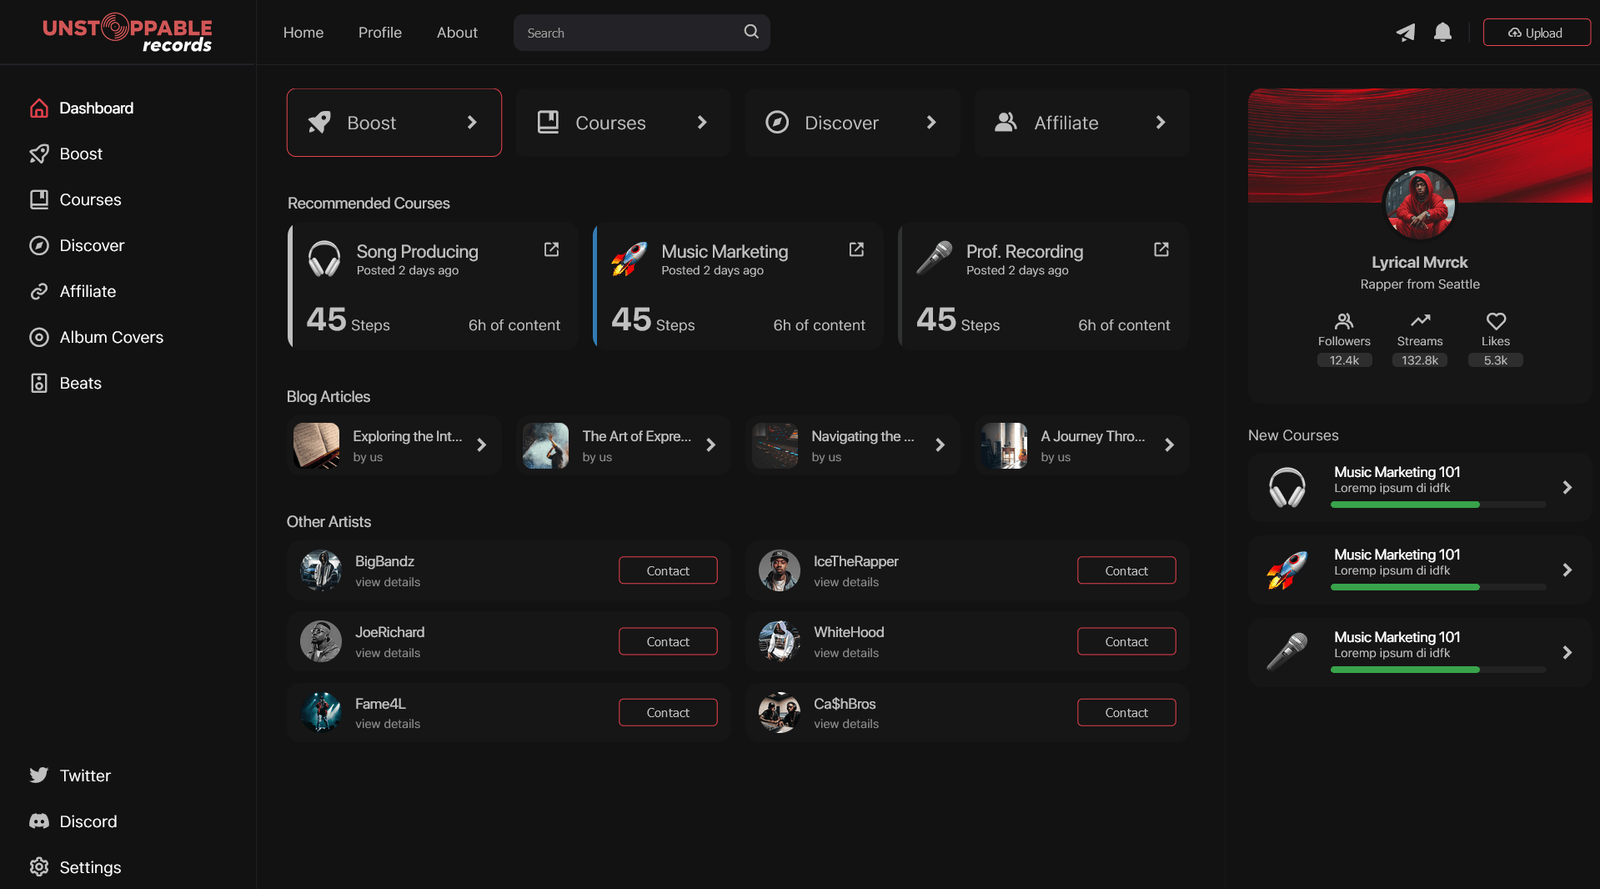 UNSTOPPABLE
records
Home
Profile
About
Search
Upload
Dashboard
Boost
Courses
Discover
Affiliate
Album Covers
Beats
Twitter
Discord
Settings
Boost
Courses
Discover
Affiliate
Recommended Courses
Song Producing
Posted 2 days ago
45 Steps
6h of content
Music Marketing
Posted 2 days ago
45 Steps
6h of content
Prof. Recording
Posted 2 days ago
45 Steps
6h of content
Blog Articles
Exploring the Int...
by us
The Art of Expre...
by us
Navigating the ...
by us
A Journey Thro...
by us
Other Artists
BigBandz
view details
Contact
IceTheRapper
view details
Contact
JoeRichard
view details
Contact
WhiteHood
view details
Contact
Fame4L
view details
Contact
Ca$hBros
view details
Contact
Lyrical Mvrck
Rapper from Seattle
Followers
12.4k
Streams
132.8k
Likes
5.3k
New Courses
Music Marketing 101
Loremp ipsum di idfk
Music Marketing 101
Loremp ipsum di idfk
Music Marketing 101
Loremp ipsum di idfk